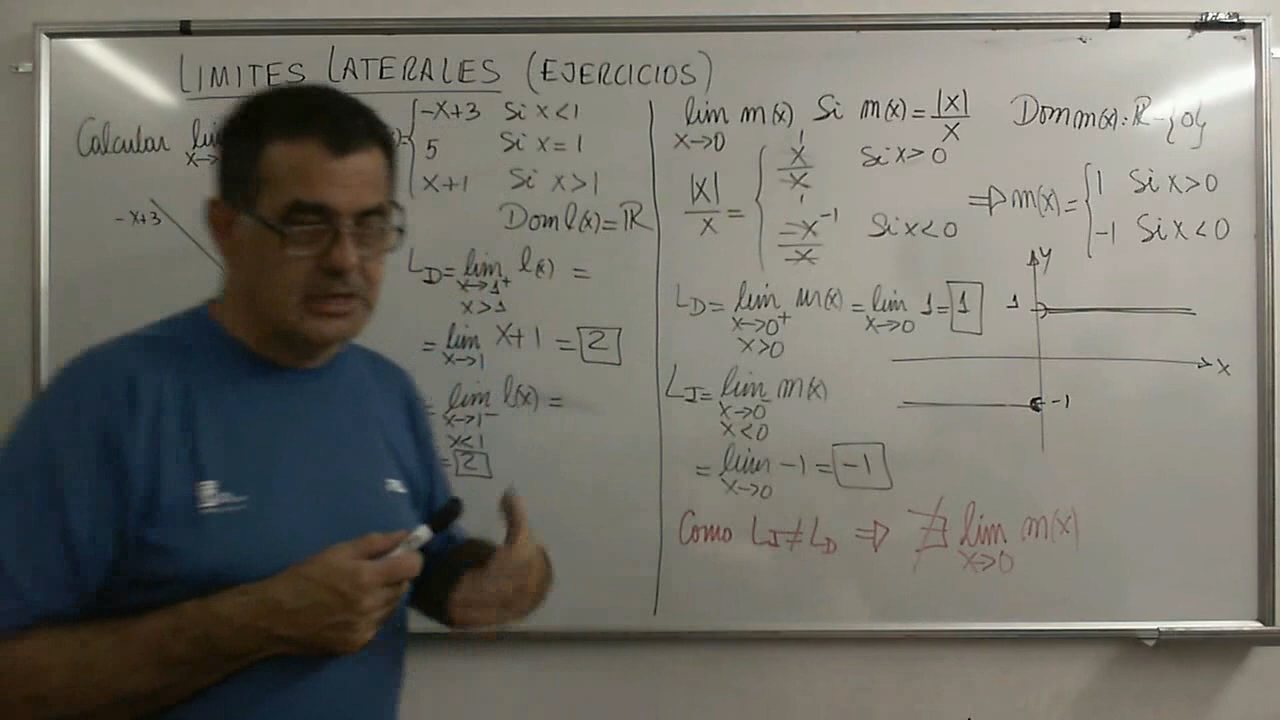 LIMITES LATERALES (EJERCICIOS)
Calcular lim
x→
-x+3 Si x<1
5 Si x=1
x+1 Si x>1
Dom l(x)=ℝ
-x+3
L_D= lim l(x) =
x→1⁺
x>1
= lim x+1 = 2
x→1
= lim l(x) =
x→1⁻
x<1
= 2
lim m(x) Si m(x)= |x|/x Dom m(x): ℝ-{0}
x→0
|x|/x = { x/x Si x>0
-x/x Si x<0
1
-1
⇒ m(x)= { 1 Si x>0
-1 Si x<0
L_D= lim m(x) = lim 1 = 1
x→0⁺ x→0
x>0
L_I= lim m(x)
x→0⁻
x<0
= lim -1 = -1
x→0
y
1
x
-1
Como L_I≠L_D ⇒ ∄ lim m(x)
x→0